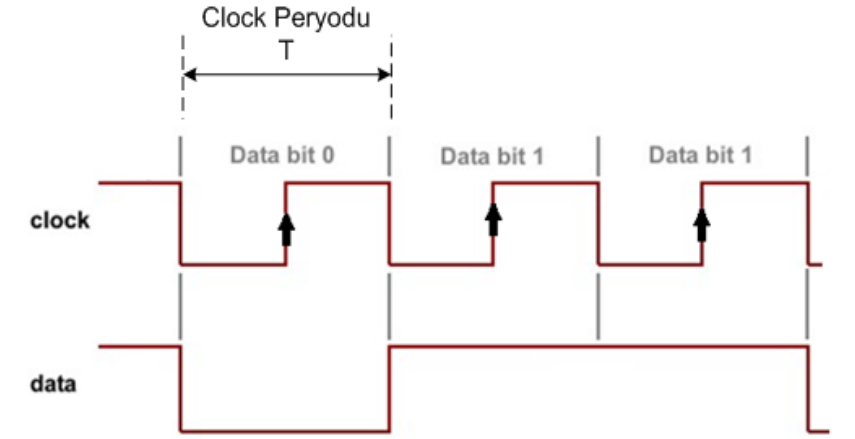 Clock Peryodu
T
Data bit 0
Data bit 1
Data bit 1
clock
data